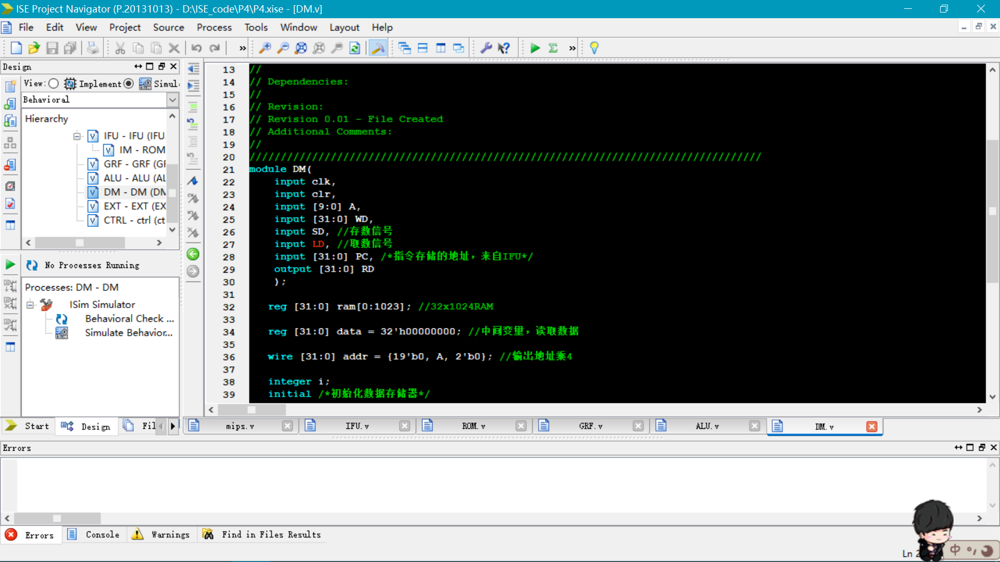 ISE Project Navigator (P.20131013) - D:\ISE_code\P4\P4.xise - [DM.v]
File Edit View Project Source Process Tools Window Layout Help
Design
View: Implement Simul
Behavioral
Hierarchy
IFU - IFU (IFU
IM - ROM
GRF - GRF (GF
ALU - ALU (AL
DM - DM (DM
EXT - EXT (EX
CTRL - ctrl (ct
No Processes Running
Processes: DM - DM
ISim Simulator
Behavioral Check ...
Simulate Behavior...
Start Design Fil
13 //
14 // Dependencies:
15 //
16 // Revision:
17 // Revision 0.01 - File Created
18 // Additional Comments:
19 //
20 //////////////////////////////////////////////////////////////////////////////////
21 module DM(
22 input clk,
23 input clr,
24 input [9:0] A,
25 input [31:0] WD,
26 input SD, //存数信号
27 input LD, //取数信号
28 input [31:0] PC, /*指令存储的地址，来自IFU*/
29 output [31:0] RD
30 );
31
32 reg [31:0] ram[0:1023]; //32x1024RAM
33
34 reg [31:0] data = 32'h00000000; //中间变量，读取数据
35
36 wire [31:0] addr = {19'b0, A, 2'b0}; //输出地址乘4
37
38 integer i;
39 initial /*初始化数据存储器*/
mips.v IFU.v ROM.v GRF.v ALU.v DM.v
Errors
Errors Console Warnings Find in Files Results
Ln 2
中